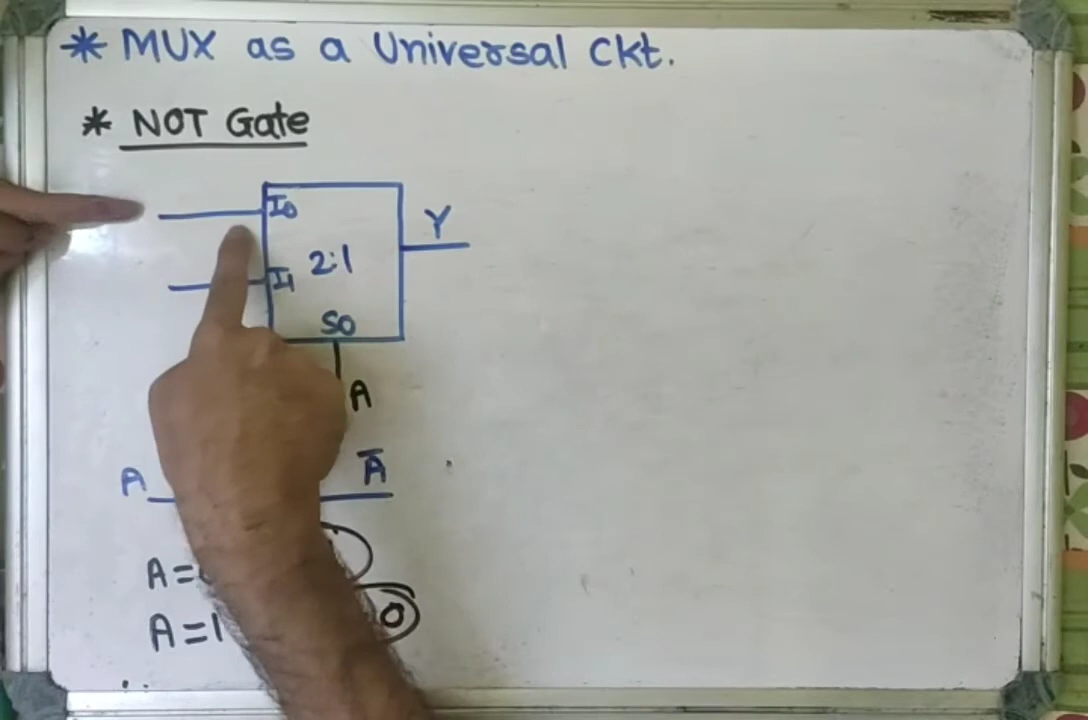 * MUX as a Universal Ckt.
* NOT Gate
I0
Y
2:1
I1
S0
A
A
Ā
A=
A=1
0